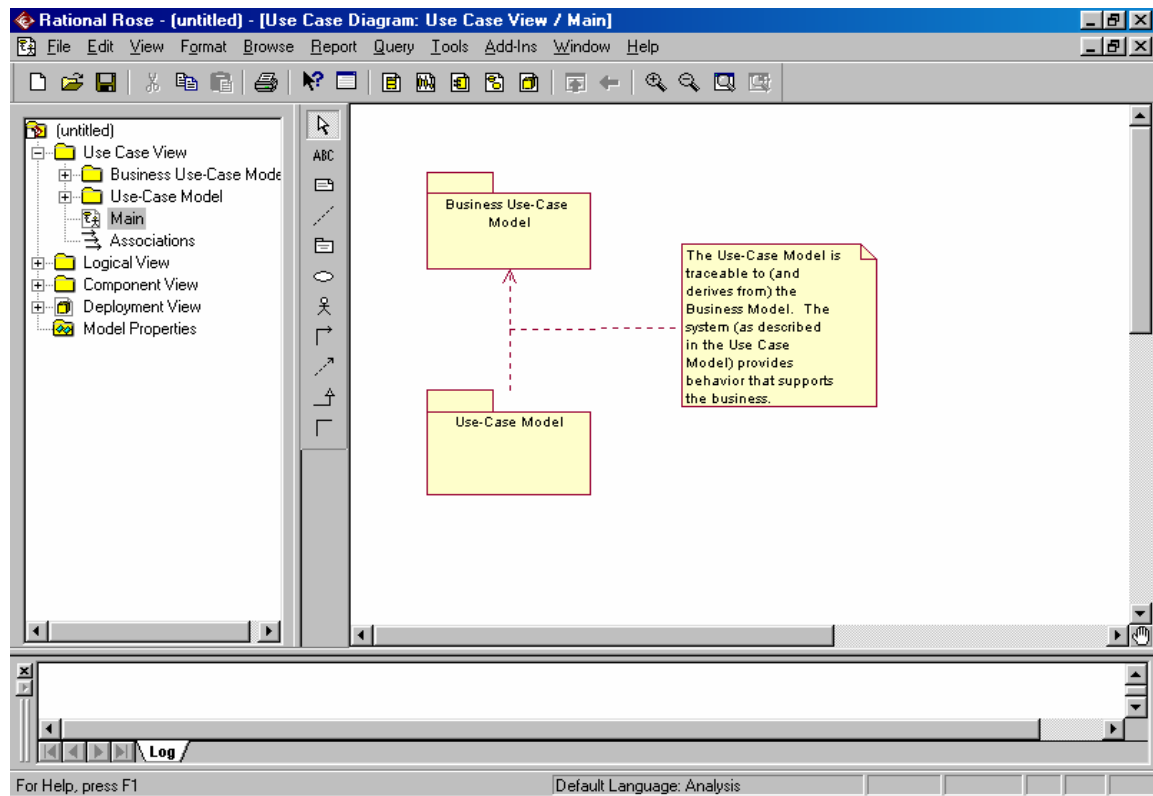 Rational Rose - (untitled) - [Use Case Diagram: Use Case View / Main]
File Edit View Format Browse Report Query Tools Add-Ins Window Help
(untitled)
Use Case View
Business Use-Case Mode
Use-Case Model
Main
Associations
Logical View
Component View
Deployment View
Model Properties
ABC
Business Use-Case
Model
The Use-Case Model is
traceable to (and
derives from) the
Business Model. The
system (as described
in the Use Case
Model) provides
behavior that supports
the business.
Use-Case Model
Log
For Help, press F1
Default Language: Analysis